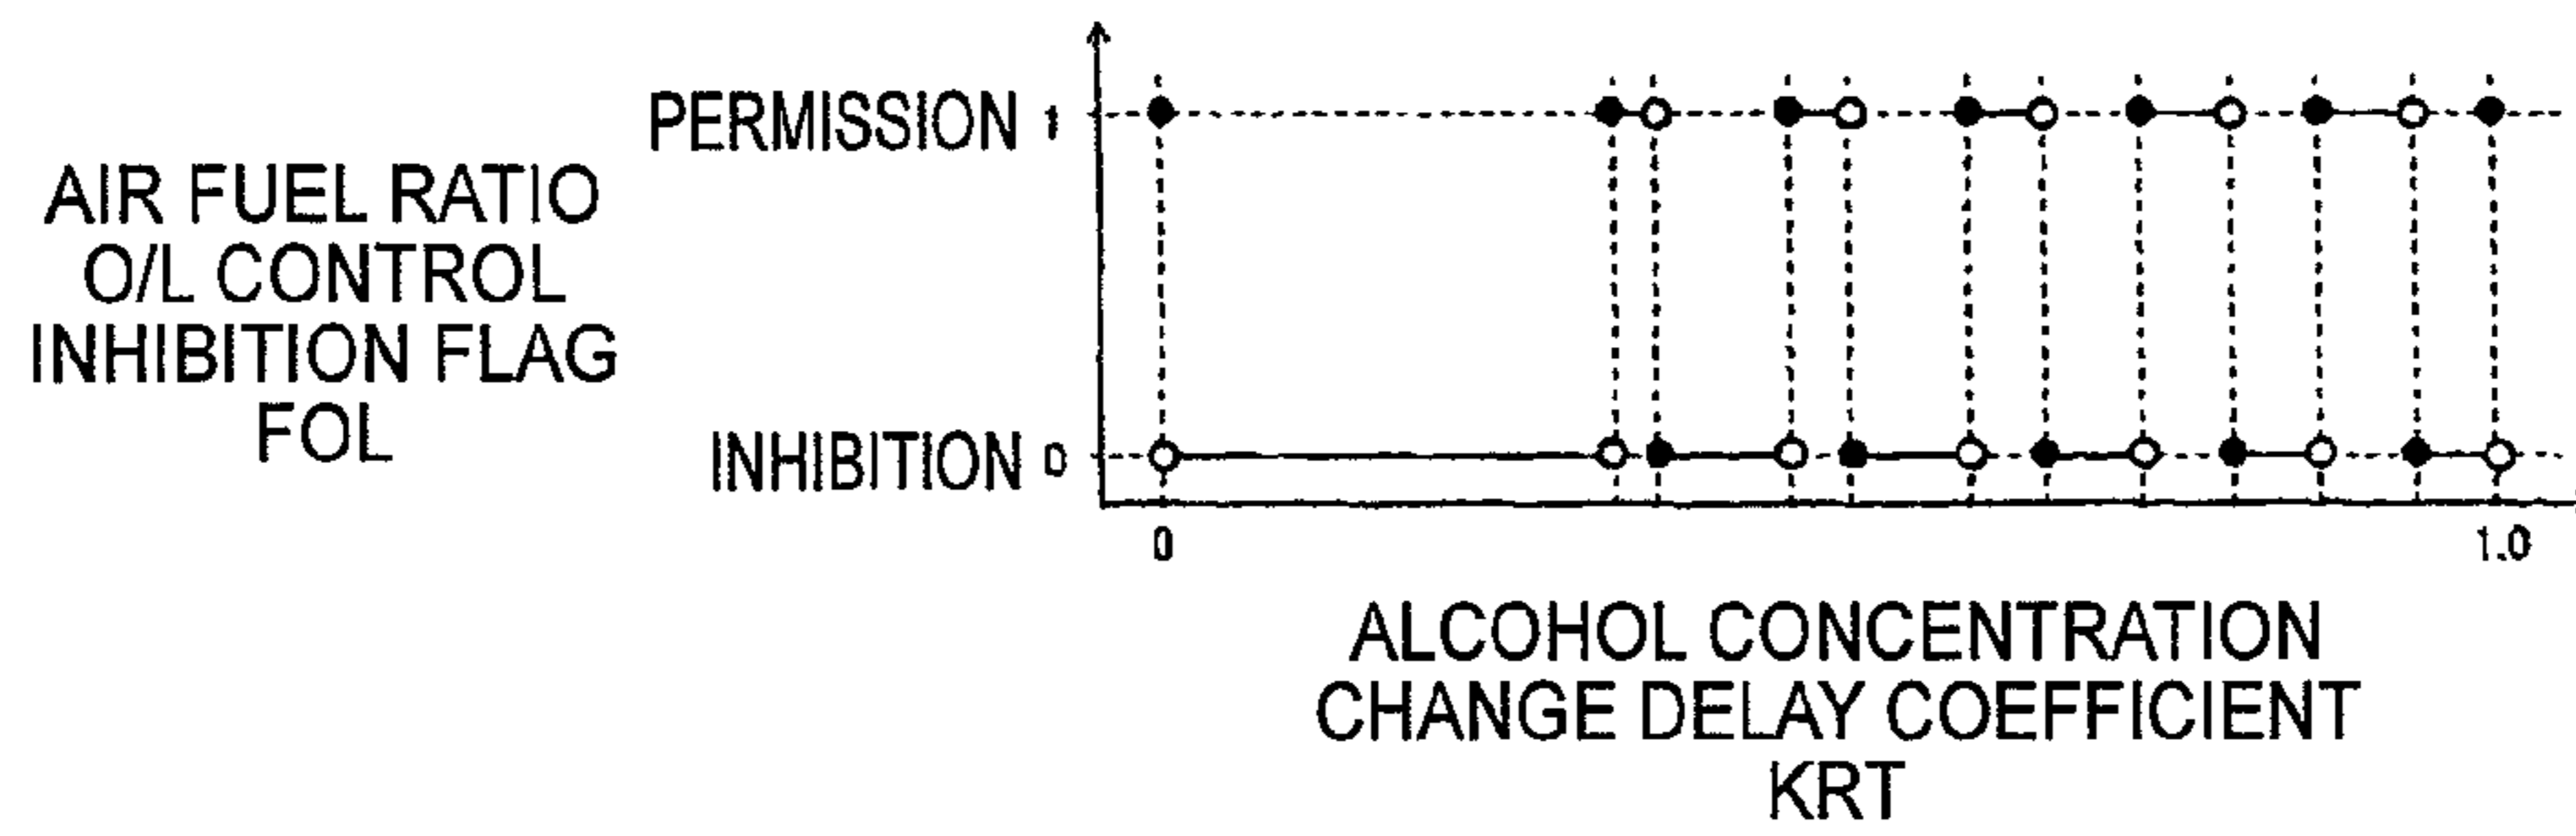 PERMISSION 1
AIR FUEL RATIO
O/L CONTROL
INHIBITION FLAG
FOL
INHIBITION 0
0 1.0
ALCOHOL CONCENTRATION
CHANGE DELAY COEFFICIENT
KRT